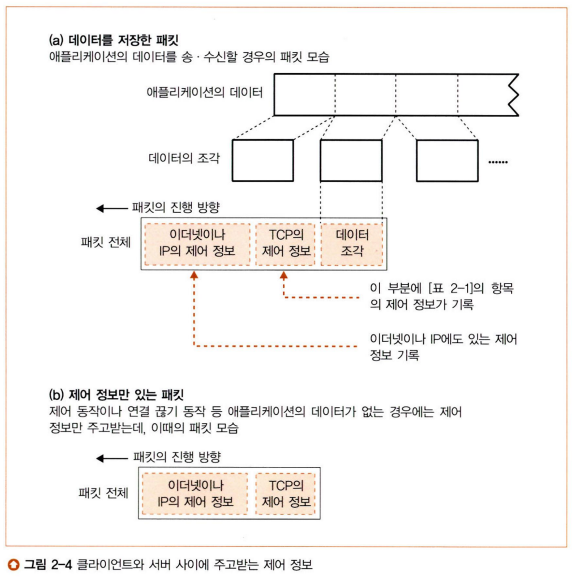 (a) 데이터를 저장한 패킷
애플리케이션의 데이터를 송 · 수신할 경우의 패킷 모습
애플리케이션의 데이터
데이터의 조각
······
패킷의 진행 방향
패킷 전체
이더넷이나
IP의 제어 정보
TCP의
제어 정보
데이터
조각
이 부분에 [표 2-1]의 항목
의 제어 정보가 기록
이더넷이나 IP에도 있는 제어
정보 기록
(b) 제어 정보만 있는 패킷
제어 동작이나 연결 끊기 동작 등 애플리케이션의 데이터가 없는 경우에는 제어
정보만 주고받는데, 이때의 패킷 모습
패킷의 진행 방향
패킷 전체
이더넷이나
IP의 제어 정보
TCP의
제어 정보
그림 2-4 클라이언트와 서버 사이에 주고받는 제어 정보